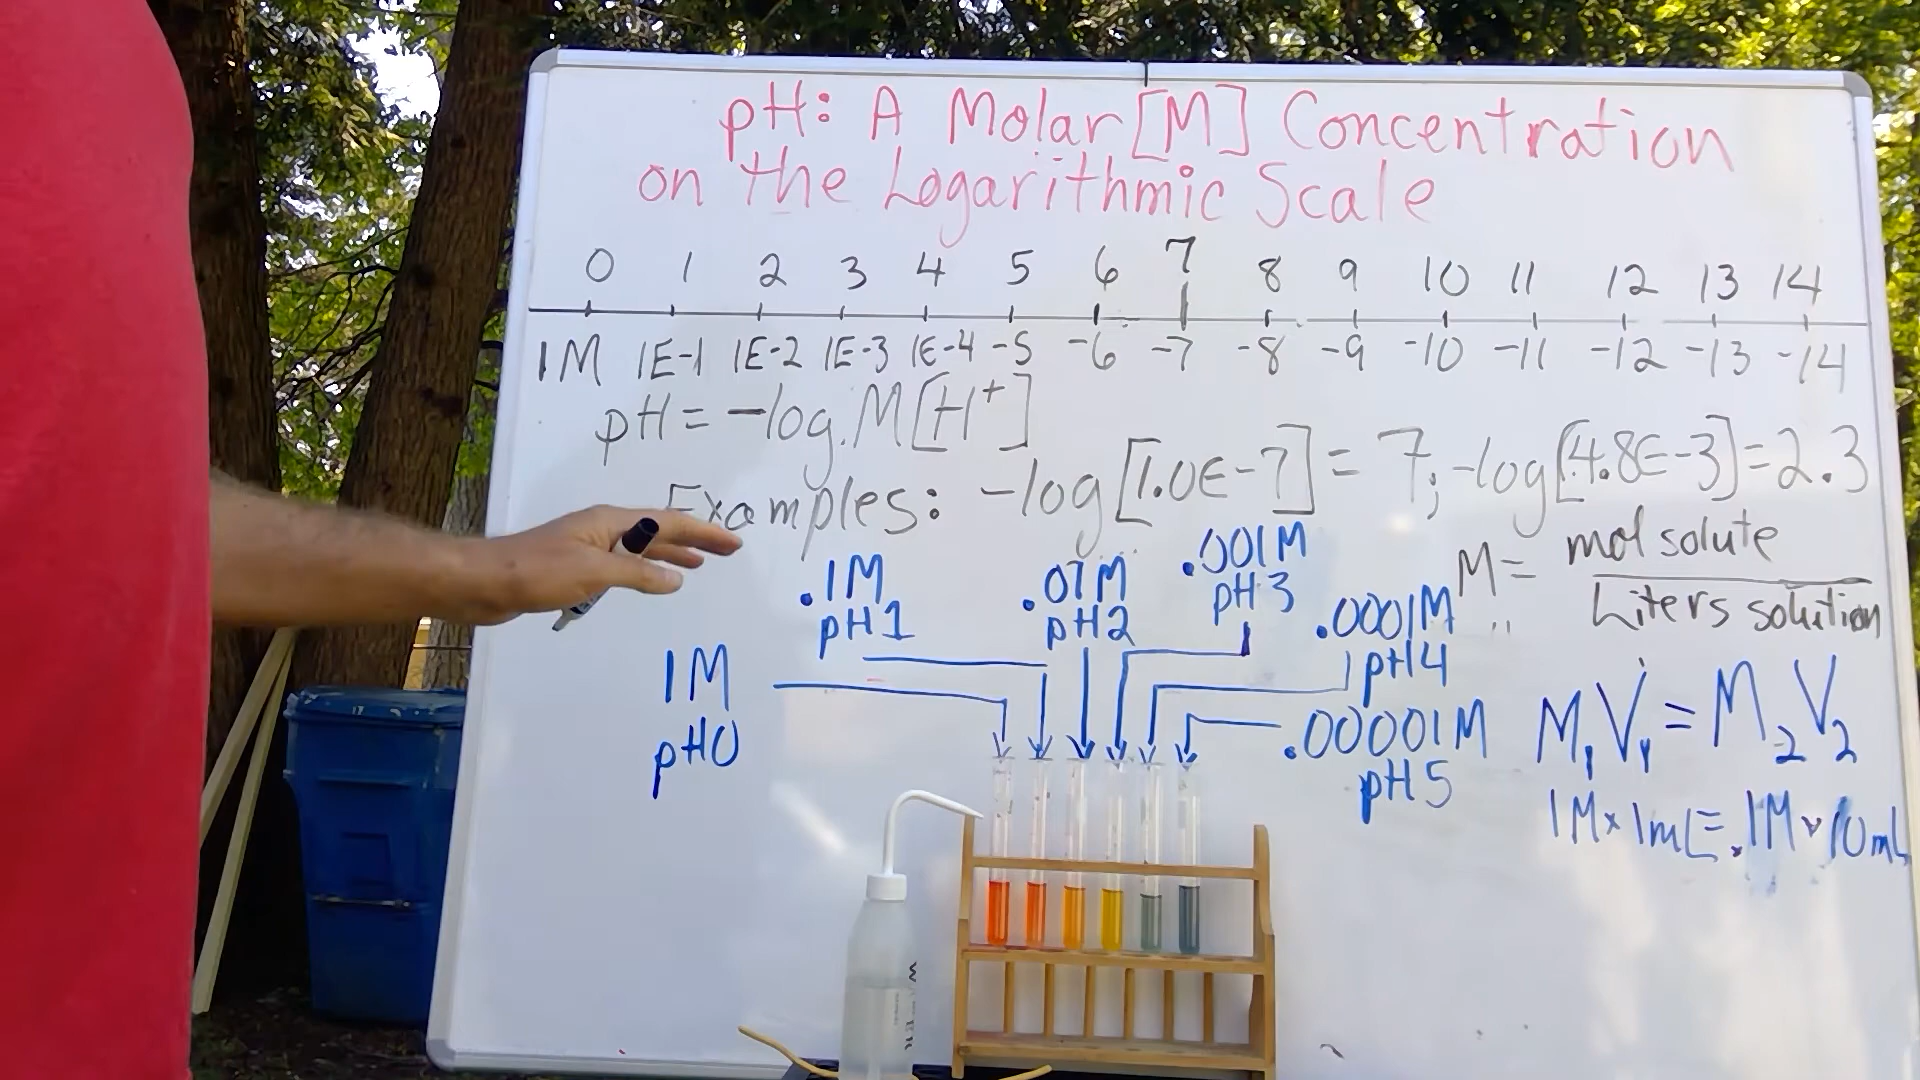 pH: A Molar [M] Concentration
on the Logarithmic Scale
0 1 2 3 4 5 6 7 8 9 10 11 12 13 14
1M 1E-1 1E-2 1E-3 1E-4 -5 -6 -7 -8 -9 -10 -11 -12 -13 -14
pH = -log. M[H⁺]
Examples: -log[1.0E-7] = 7; -log[4.8E-3] = 2.3
M = mol solute
Liters solution
.1M
pH1
.01M
pH2
.001M
pH3
.0001M
pH4
1M
pH0
.00001M
pH5
M₁V₁ = M₂V₂
1M x 1mL = .1M x 10mL